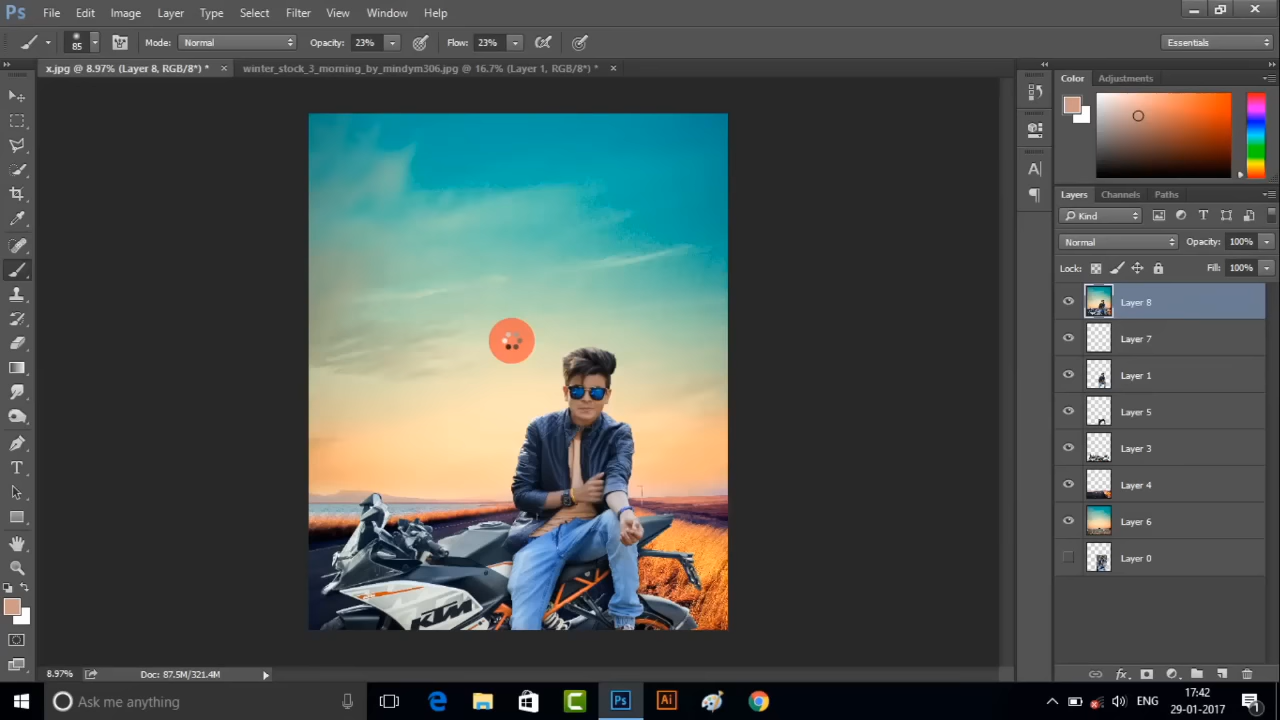 Ps File Edit Image Layer Type Select Filter View Window Help
85 Mode: Normal Opacity: 23% Flow: 23% Essentials
x.jpg @ 8.97% (Layer 8, RGB/8*) * × winter_stock_3_morning_by_mindym306.jpg @ 16.7% (Layer 1, RGB/8*) * ×
Color Adjustments
Layers Channels Paths
Kind
Normal Opacity: 100%
Lock: Fill: 100%
Layer 8
Layer 7
Layer 1
Layer 5
Layer 3
Layer 4
Layer 6
Layer 0
KTM
8.97% Doc: 87.5M/321.4M
Ask me anything
Ps
Ai
ENG
17:42
29-01-2017
1